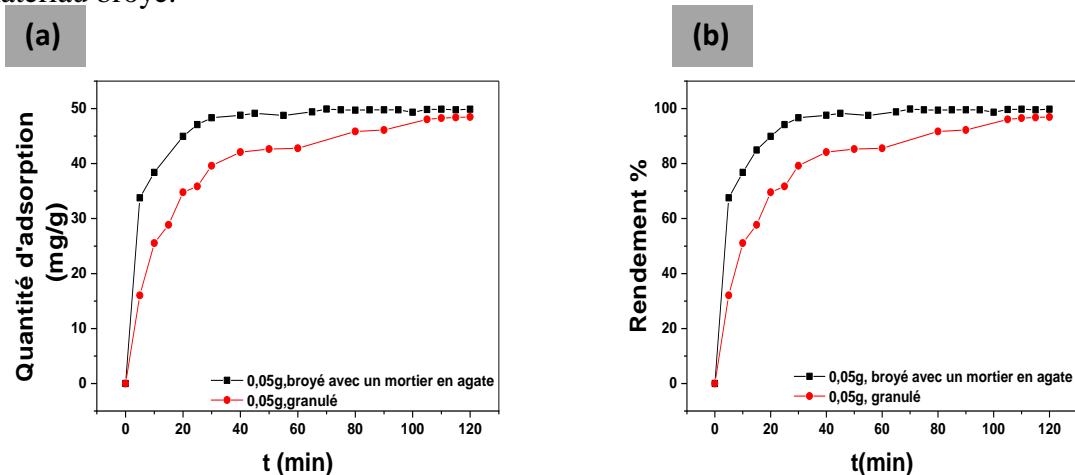 (a)
(b)
Quantité d'adsorption
(mg/g)
50
40
30
20
10
0
0,05g,broyé avec un mortier en agate
0,05g,granulé
0 20 40 60 80 100 120
t (min)
Rendement %
100
80
60
40
20
0
0,05g, broyé avec un mortier en agate
0,05g, granulé
0 20 40 60 80 100 120
t(min)